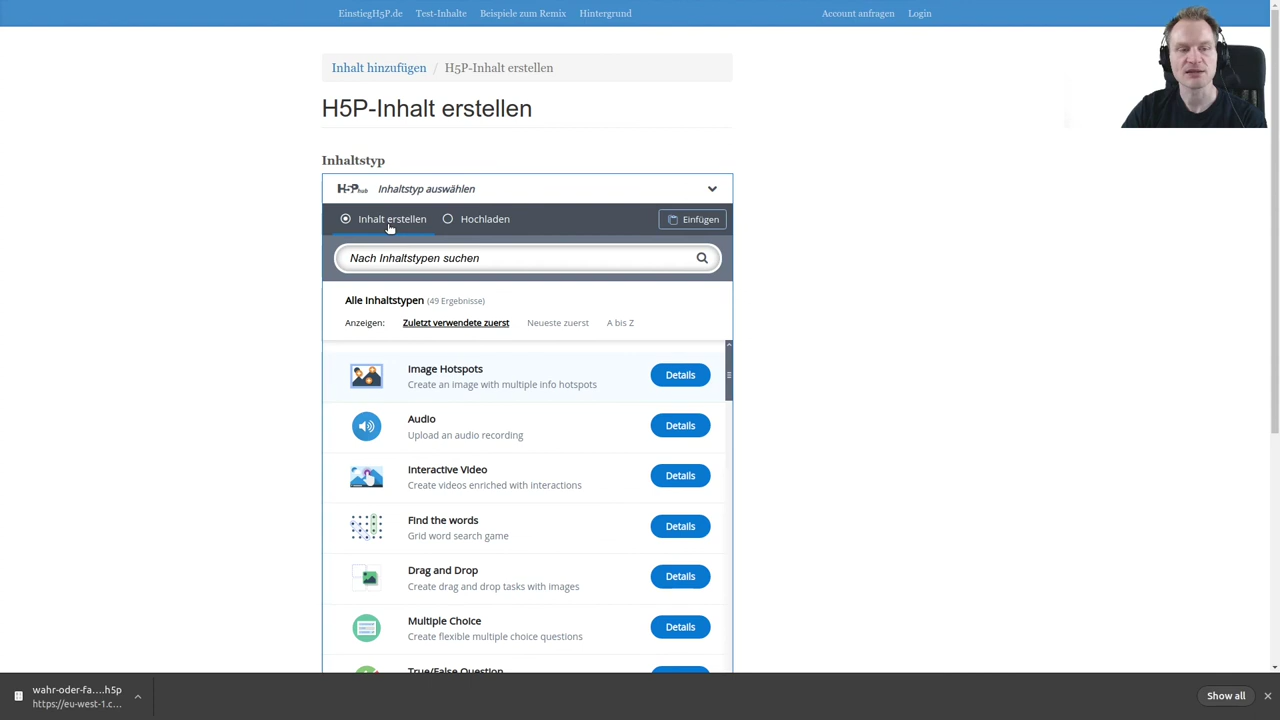 EinstiegH5P.de Test-Inhalte Beispiele zum Remix Hintergrund Account anfragen Login
Inhalt hinzufügen / H5P-Inhalt erstellen
H5P-Inhalt erstellen
Inhaltstyp
H5P hub Inhaltstyp auswählen
Inhalt erstellen Hochladen Einfügen
Nach Inhaltstypen suchen
Alle Inhaltstypen (49 Ergebnisse)
Anzeigen: Zuletzt verwendete zuerst Neueste zuerst A bis Z
Image Hotspots
Create an image with multiple info hotspots
Details
Audio
Upload an audio recording
Details
Interactive Video
Create videos enriched with interactions
Details
Find the words
Grid word search game
Details
Drag and Drop
Create drag and drop tasks with images
Details
Multiple Choice
Create flexible multiple choice questions
Details
True/False Question
wahr-oder-fa....h5p
https://eu-west-1.c...
Show all